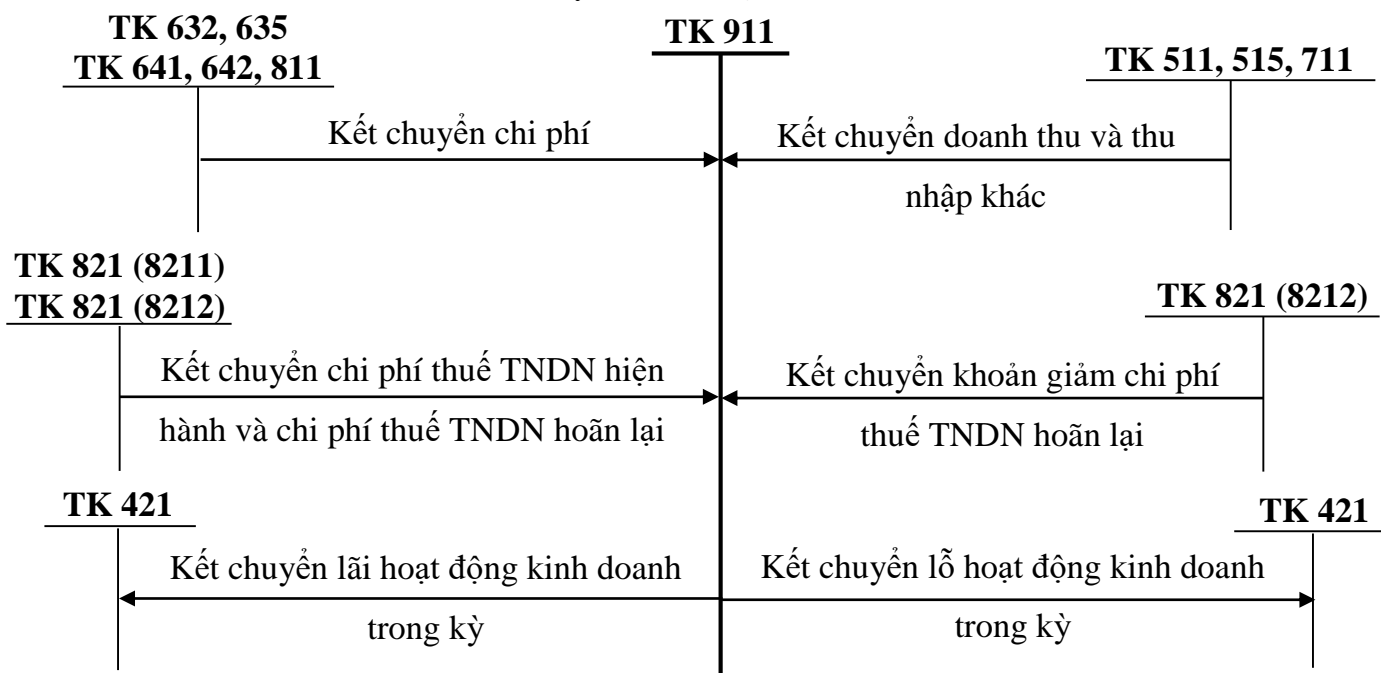 TK 632, 635
TK 641, 642, 811
TK 911
TK 511, 515, 711
Kết chuyển chi phí
Kết chuyển doanh thu và thu
nhập khác
TK 821 (8211)
TK 821 (8212)
TK 821 (8212)
Kết chuyển chi phí thuế TNDN hiện
hành và chi phí thuế TNDN hoãn lại
Kết chuyển khoản giảm chi phí
thuế TNDN hoãn lại
TK 421
TK 421
Kết chuyển lãi hoạt động kinh doanh
trong kỳ
Kết chuyển lỗ hoạt động kinh doanh
trong kỳ